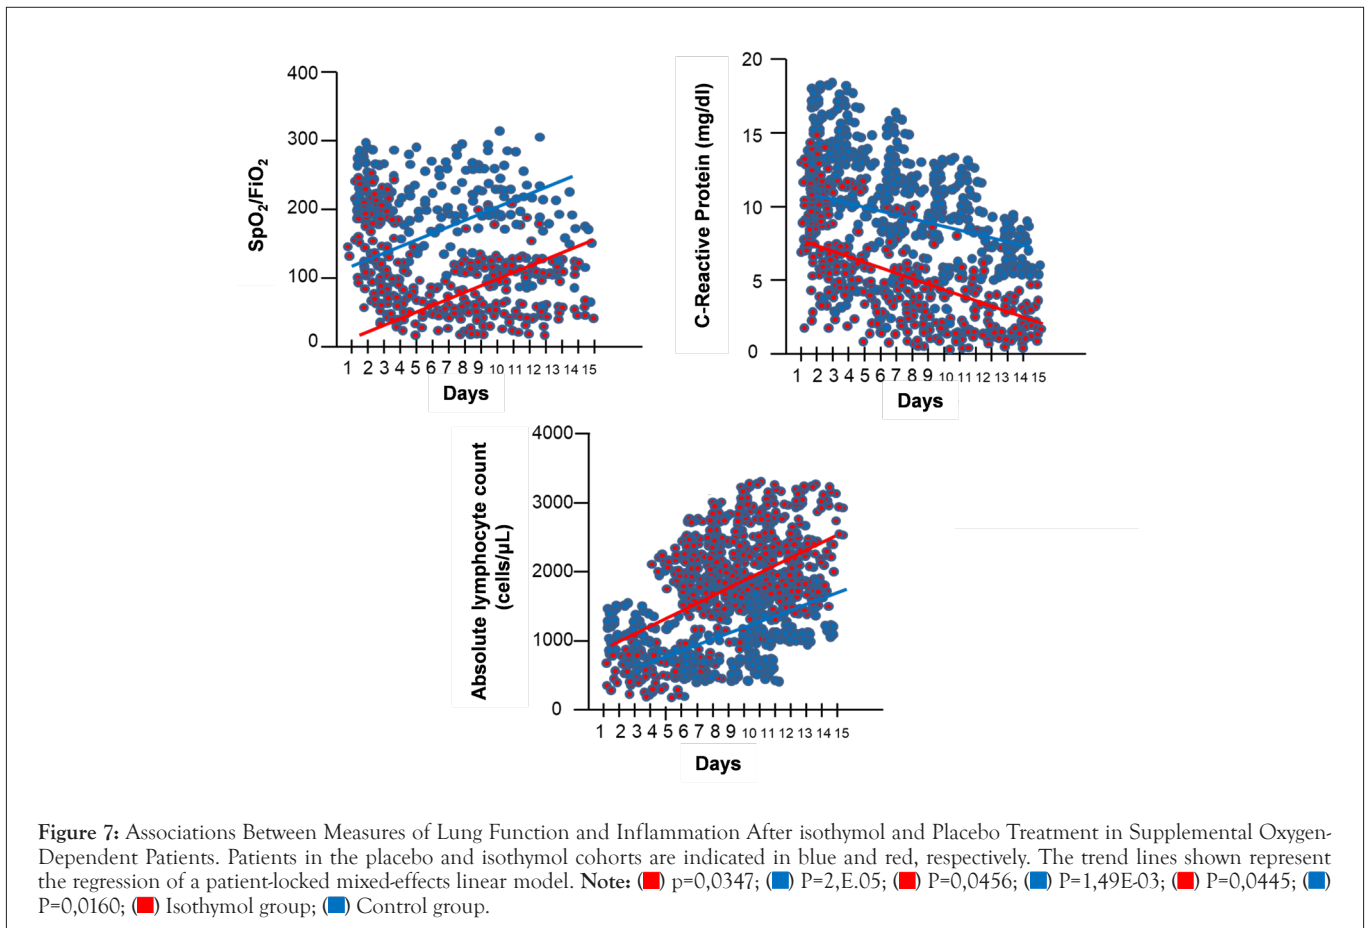 400
300
200
100
0
SpO2/FiO2
1 2 3 4 5 6 7 8 9 10 11 12 13 14 15
Days
20
15
10
5
0
C-Reactive Protein (mg/dl)
1 2 3 4 5 6 7 8 9 10 11 12 13 14 15
Days
4000
3000
2000
1000
0
Absolute lymphocyte count
(cells/µL)
1 2 3 4 5 6 7 8 9 10 11 12 13 14 15
Days
Figure 7: Associations Between Measures of Lung Function and Inflammation After isothymol and Placebo Treatment in Supplemental Oxygen-
Dependent Patients. Patients in the placebo and isothymol cohorts are indicated in blue and red, respectively. The trend lines shown represent
the regression of a patient-locked mixed-effects linear model. Note: ( ) p=0,0347; ( ) P=2,E.05; ( ) P=0,0456; ( ) P=1,49E-03; ( ) P=0,0445; ( )
P=0,0160; ( ) Isothymol group; ( ) Control group.